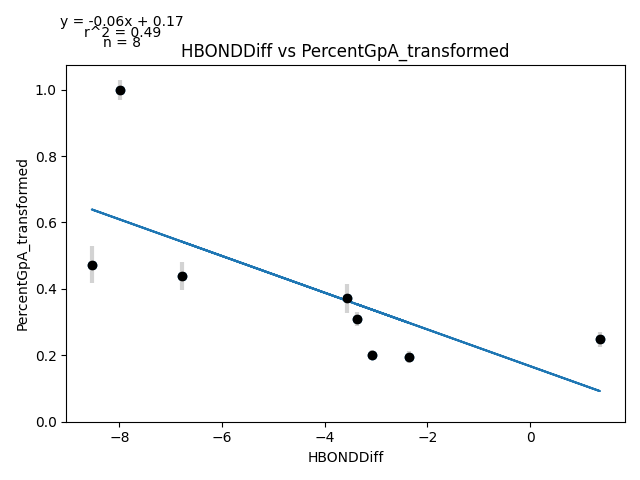 y = -0.06x + 0.17
r^2 = 0.49
n = 8
HBONDDiff vs PercentGpA_transformed
PercentGpA_transformed
1.0
0.8
0.6
0.4
0.2
0.0
−8
−6
−4
−2
0
HBONDDiff